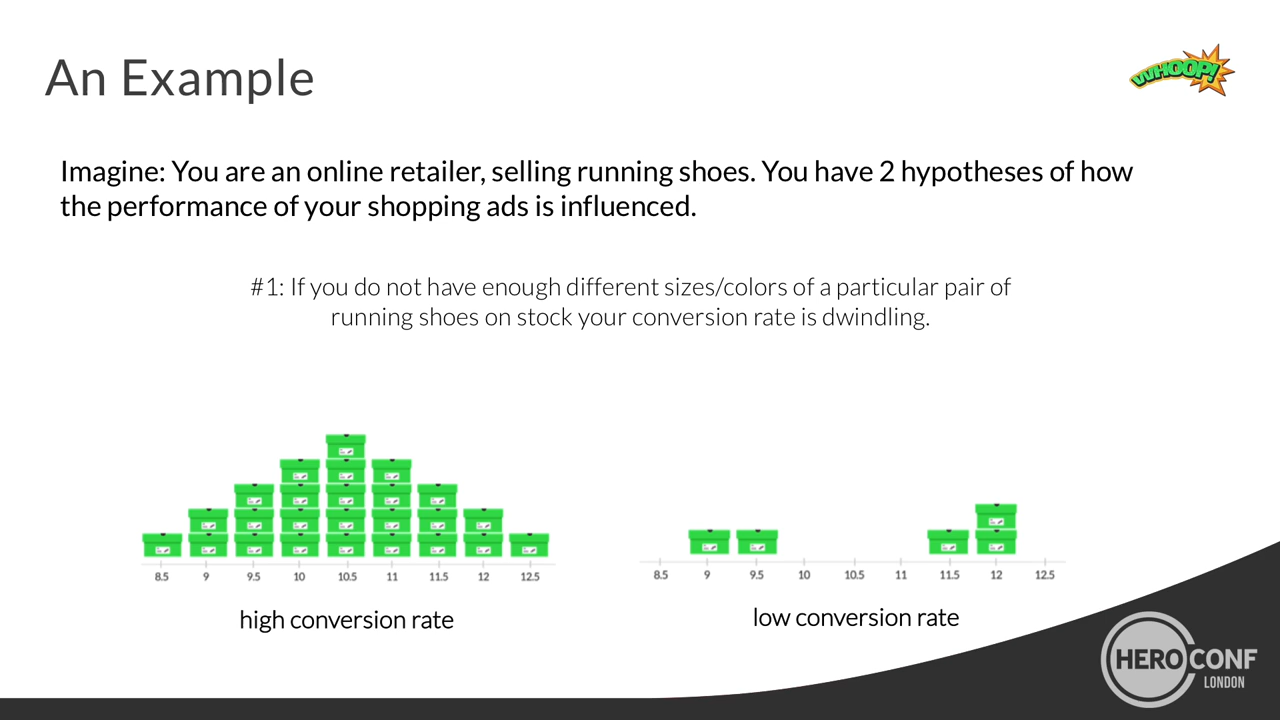 An Example
WHOOP!
Imagine: You are an online retailer, selling running shoes. You have 2 hypotheses of how
the performance of your shopping ads is influenced.
#1: If you do not have enough different sizes/colors of a particular pair of
running shoes on stock your conversion rate is dwindling.
8.5 9 9.5 10 10.5 11 11.5 12 12.5
high conversion rate
8.5 9 9.5 10 10.5 11 11.5 12 12.5
low conversion rate
HEROCONF
LONDON